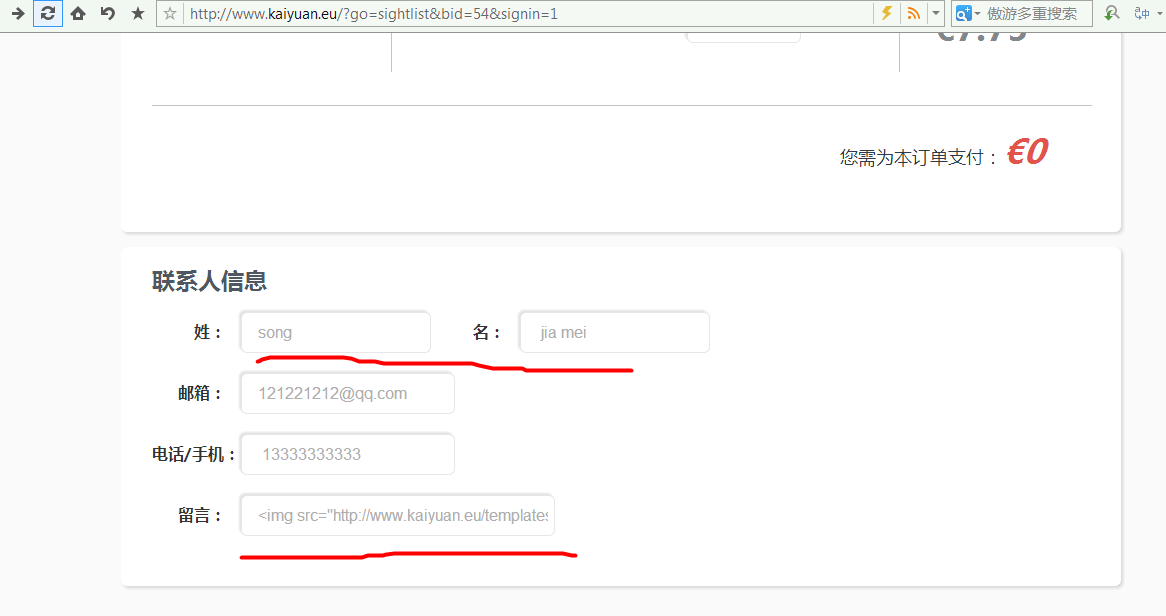 http://www.kaiyuan.eu/?go=sightlist&bid=54&signin=1
傲游多重搜索
您需为本订单支付： €0
联系人信息
姓： song 名： jia mei
邮箱： 121221212@qq.com
电话/手机： 13333333333
留言： <img src="http://www.kaiyuan.eu/templates